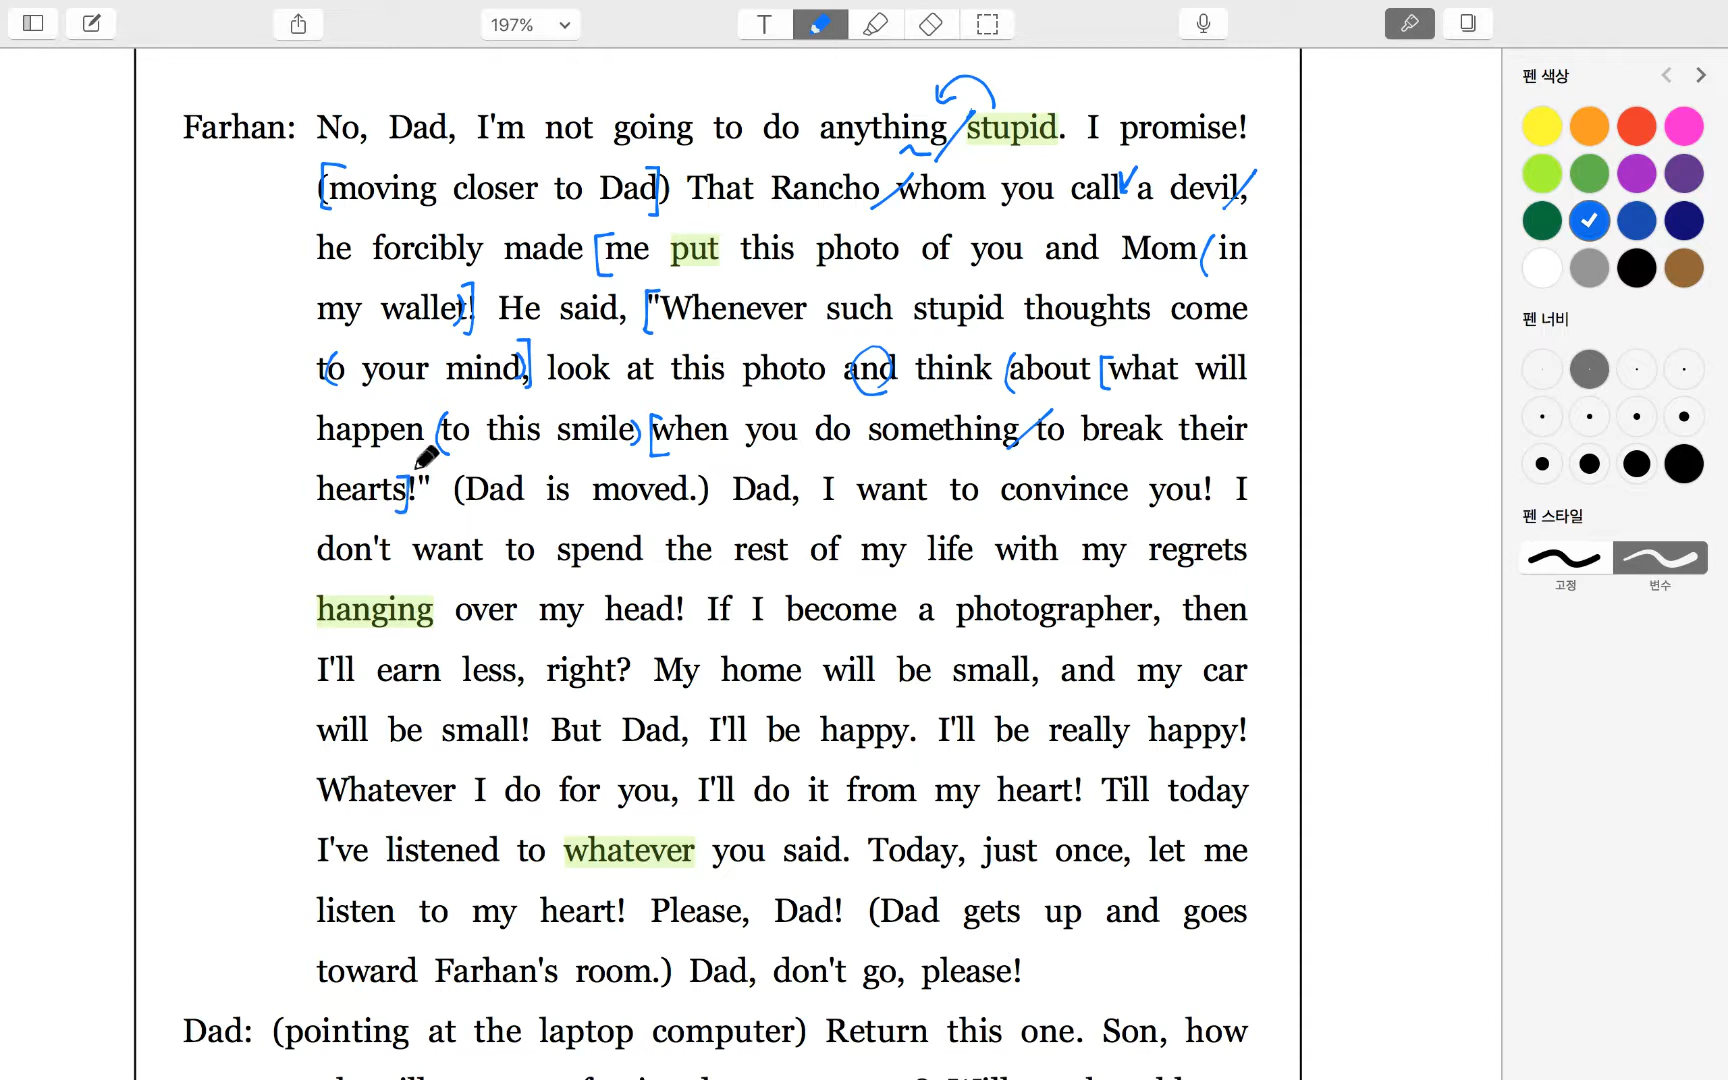 197%
T
Farhan: No, Dad, I'm not going to do anything stupid. I promise!
(moving closer to Dad) That Rancho whom you call a devil,
he forcibly made me put this photo of you and Mom in
my wallet! He said, "Whenever such stupid thoughts come
to your mind, look at this photo and think about what will
happen to this smile when you do something to break their
hearts!" (Dad is moved.) Dad, I want to convince you! I
don't want to spend the rest of my life with my regrets
hanging over my head! If I become a photographer, then
I'll earn less, right? My home will be small, and my car
will be small! But Dad, I'll be happy. I'll be really happy!
Whatever I do for you, I'll do it from my heart! Till today
I've listened to whatever you said. Today, just once, let me
listen to my heart! Please, Dad! (Dad gets up and goes
toward Farhan's room.) Dad, don't go, please!
Dad: (pointing at the laptop computer) Return this one. Son, how
펜 색상
펜 너비
펜 스타일
고정 변수